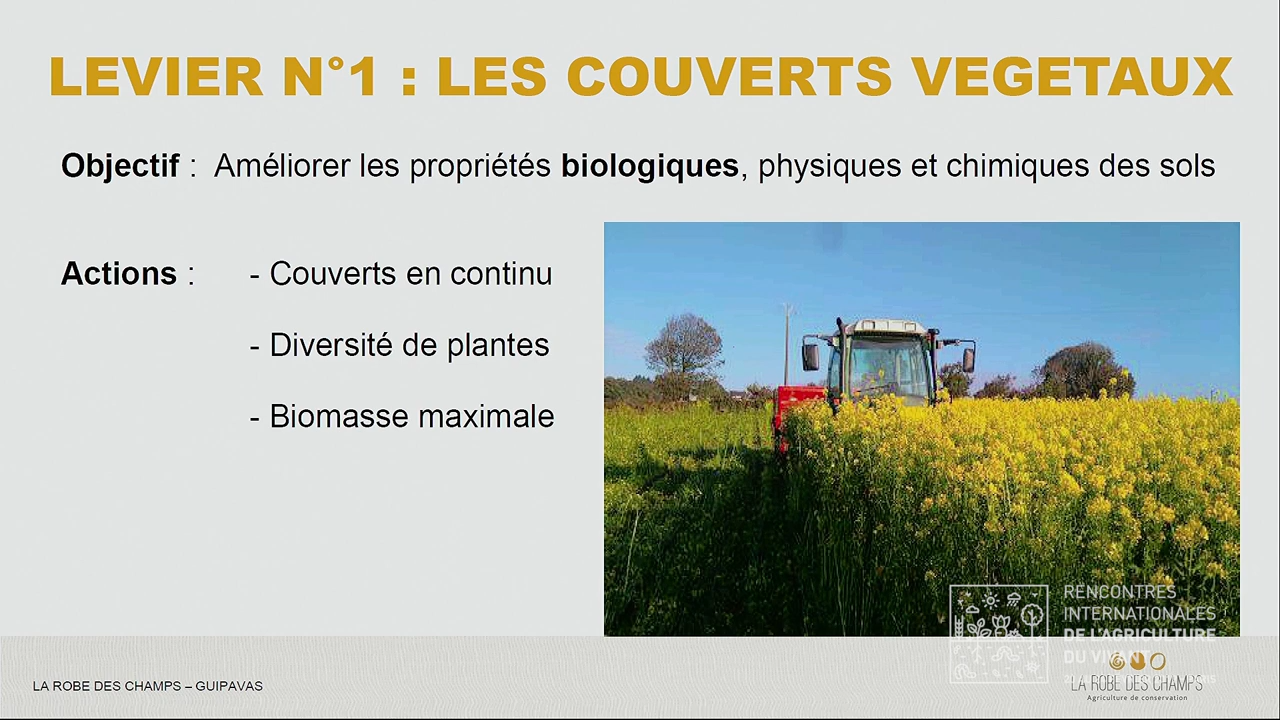 LEVIER N°1 : LES COUVERTS VEGETAUX
Objectif : Améliorer les propriétés biologiques, physiques et chimiques des sols
Actions : - Couverts en continu
- Diversité de plantes
- Biomasse maximale
RENCONTRES
INTERNATIONALES
DE L'AGRICULTURE
DU VIVANT
LA ROBE DES CHAMPS – GUIPAVAS
LA ROBE DES CHAMPS
Agriculture de conservation